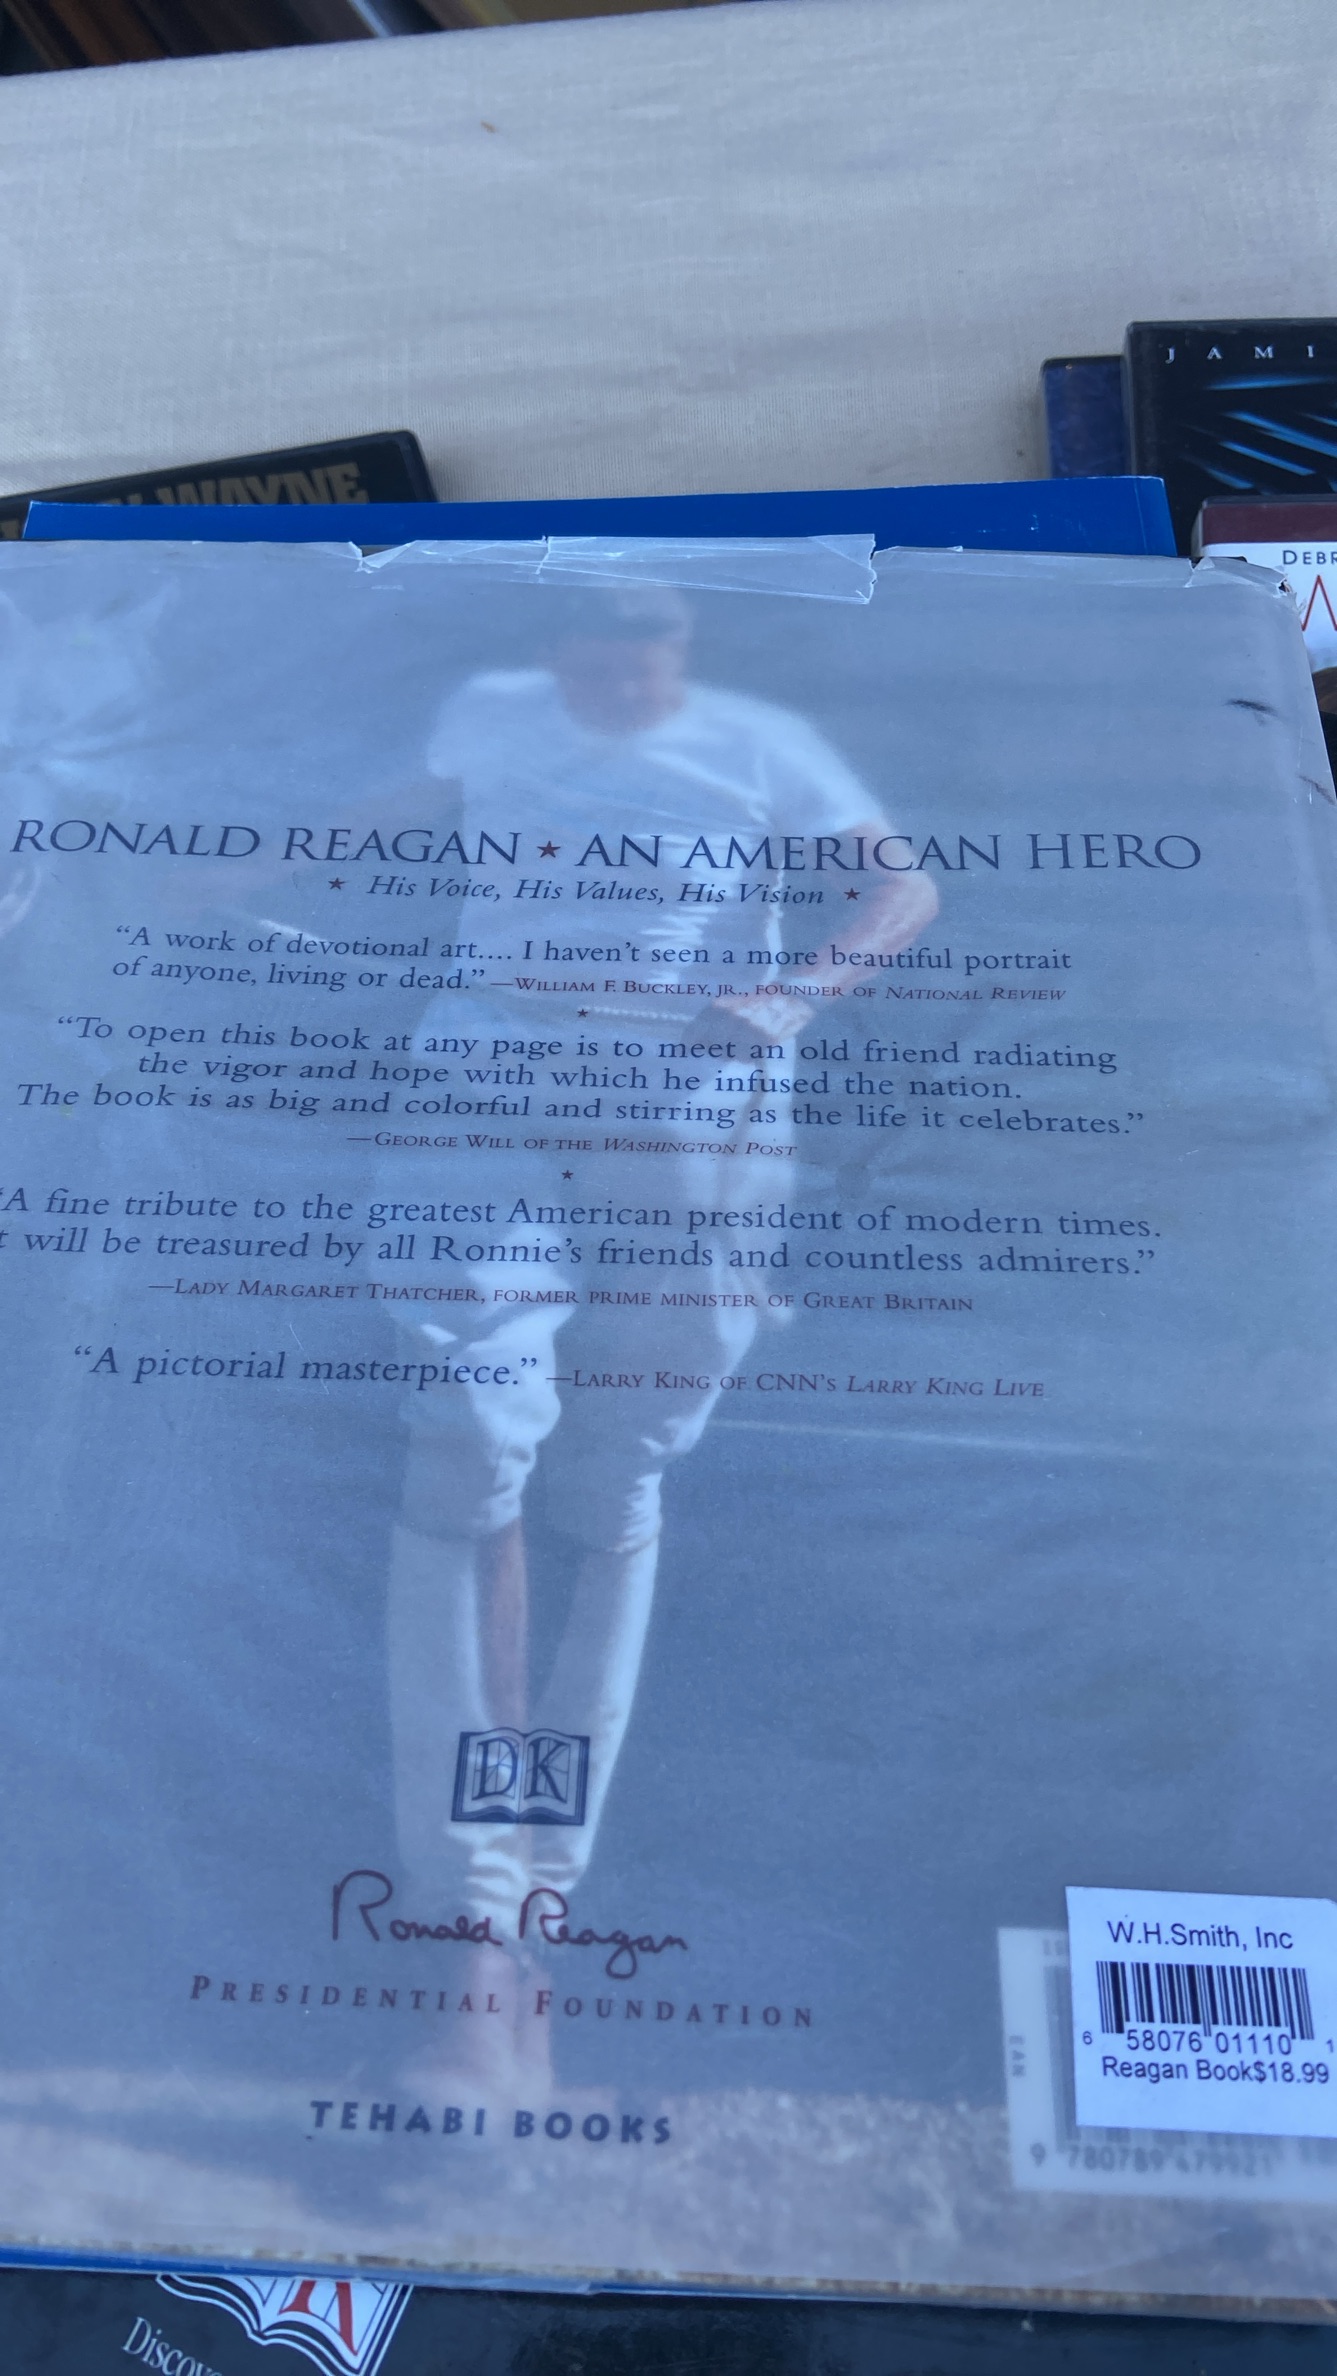 J A M I
WAYNE
DEBR
RONALD REAGAN ★ AN AMERICAN HERO
★ His Voice, His Values, His Vision ★
“A work of devotional art.... I haven’t seen a more beautiful portrait
of anyone, living or dead.” —WILLIAM F. BUCKLEY, JR., FOUNDER OF NATIONAL REVIEW
★
“To open this book at any page is to meet an old friend radiating
the vigor and hope with which he infused the nation.
The book is as big and colorful and stirring as the life it celebrates.”
—GEORGE WILL OF THE WASHINGTON POST
★
“A fine tribute to the greatest American president of modern times.
t will be treasured by all Ronnie’s friends and countless admirers.”
—LADY MARGARET THATCHER, FORMER PRIME MINISTER OF GREAT BRITAIN
“A pictorial masterpiece.” —LARRY KING OF CNN’S LARRY KING LIVE
DK
Ronald Reagan
PRESIDENTIAL FOUNDATION
TEHABI BOOKS
W.H.Smith, Inc
6 58076 01110 1
Reagan Book$18.99
EAN
9 780789 479921
Discov